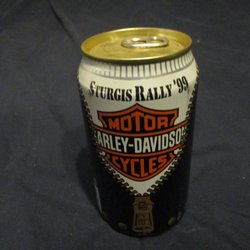 STURGIS RALLY '99
MOTOR
HARLEY-DAVIDSON
CYCLES